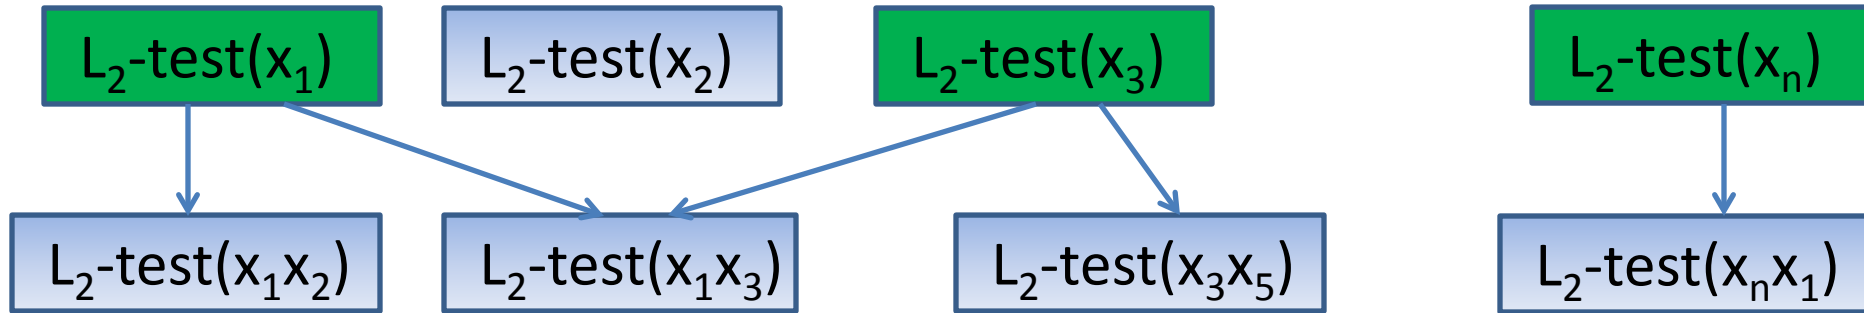 L₂-test(x₁)
L₂-test(x₂)
L₂-test(x₃)
L₂-test(xₙ)
L₂-test(x₁x₂)
L₂-test(x₁x₃)
L₂-test(x₃x₅)
L₂-test(xₙx₁)